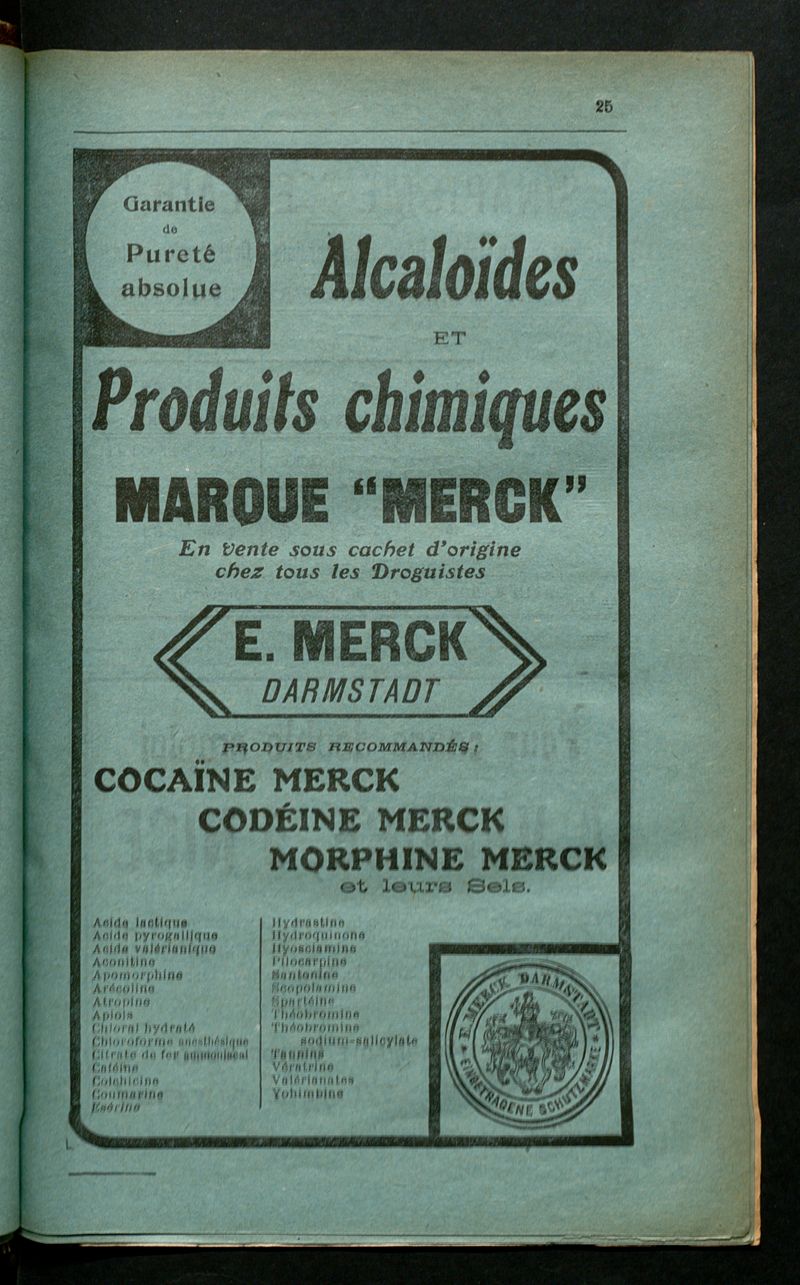 25
Garantie
de
Pureté
absolue
Alcaloïdes
ET
Produits chimiques
MARQUE “MERCK”
En Vente sous cachet d’origine
chez tous les Droguistes
E. MERCK
DARMSTADT
PRODUITS RECOMMANDÉS :
COCAÏNE MERCK
CODÉINE MERCK
MORPHINE MERCK
et leurs Sels.
Acide lactique
Acide pyrogallique
Acide valérianique
Aconitine
Apomorphine
Arécoline
Atropine
Apiols
Chloral hydraté
Chloroforme anesthésique
Citrate de fer ammoniacal
Caféine
Colchicine
Coumarine
Esérine
Hydrastine
Hydroquinone
Hyosciamine
Pilocarpine
Santonine
Scopolamine
Spartéine
Théobromine
Théobromine
sodium-salicylate
Tannins
Vératrine
Valérianates
Yohimbine
E. MERCK DARMSTADT
EINGETRAGENE SCHUTZMARKE